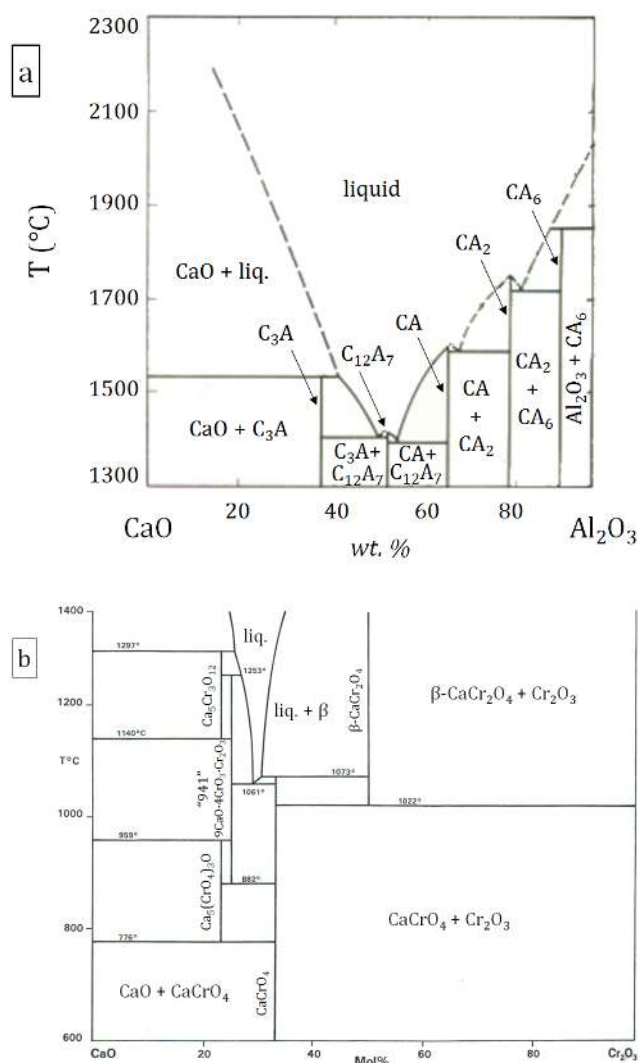 a
2300
2100
1900
1700
1500
1300
T (°C)
liquid
CaO + liq.
C₃A
C₁₂A₇
CA
CA₂
CA₆
CaO + C₃A
C₃A+
C₁₂A₇
CA+
C₁₂A₇
CA
+
CA₂
CA₂
+
CA₆
Al₂O₃ + CA₆
CaO
20
40
60
80
Al₂O₃
wt. %
b
1400
1200
T°C
1000
800
600
1297°
1140°C
959°
776°
liq.
1253°
liq. + β
1061°
1073°
1022°
882°
Ca₅Cr₃O₁₂
"941"
9CaO·4CrO₃·Cr₂O₃
Ca₅(CrO₄)₃O
CaCrO₄
β-CaCr₂O₄
β-CaCr₂O₄ + Cr₂O₃
CaCrO₄ + Cr₂O₃
CaO + CaCrO₄
CaO
20
40
60
80
Cr₂O₃
Mol%